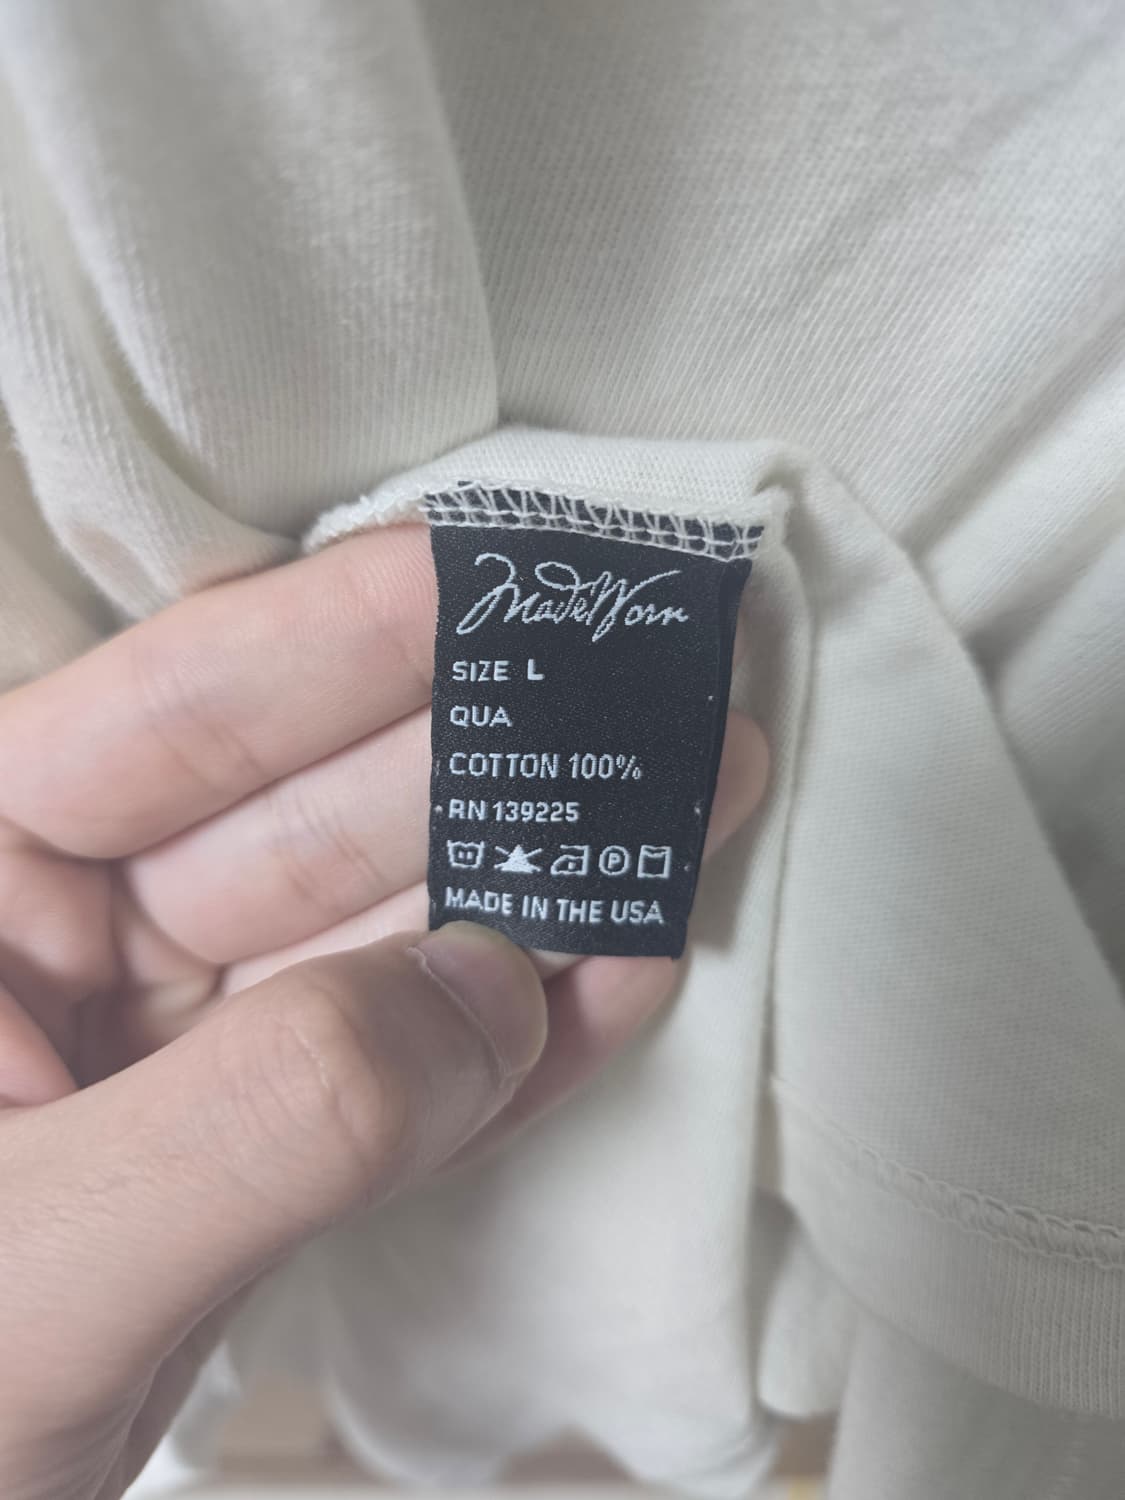 MadeWorn
SIZE L
QUA
COTTON 100%
RN 139225
P
MADE IN THE USA